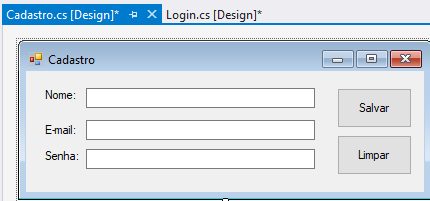 Cadastro.cs [Design]* Login.cs [Design]*
Cadastro
Nome:
Salvar
E-mail:
Senha:
Limpar